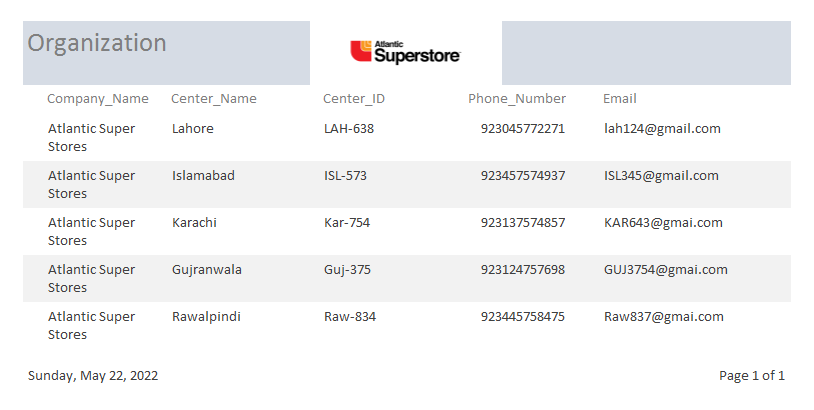 Organization
Atlantic
Superstore
Company_Name Center_Name Center_ID Phone_Number Email
Atlantic Super Lahore LAH-638 923045772271 lah124@gmail.com
Stores
Atlantic Super Islamabad ISL-573 923457574937 ISL345@gmail.com
Stores
Atlantic Super Karachi Kar-754 923137574857 KAR643@gmai.com
Stores
Atlantic Super Gujranwala Guj-375 923124757698 GUJ3754@gmai.com
Stores
Atlantic Super Rawalpindi Raw-834 923445758475 Raw837@gmai.com
Stores
Sunday, May 22, 2022 Page 1 of 1